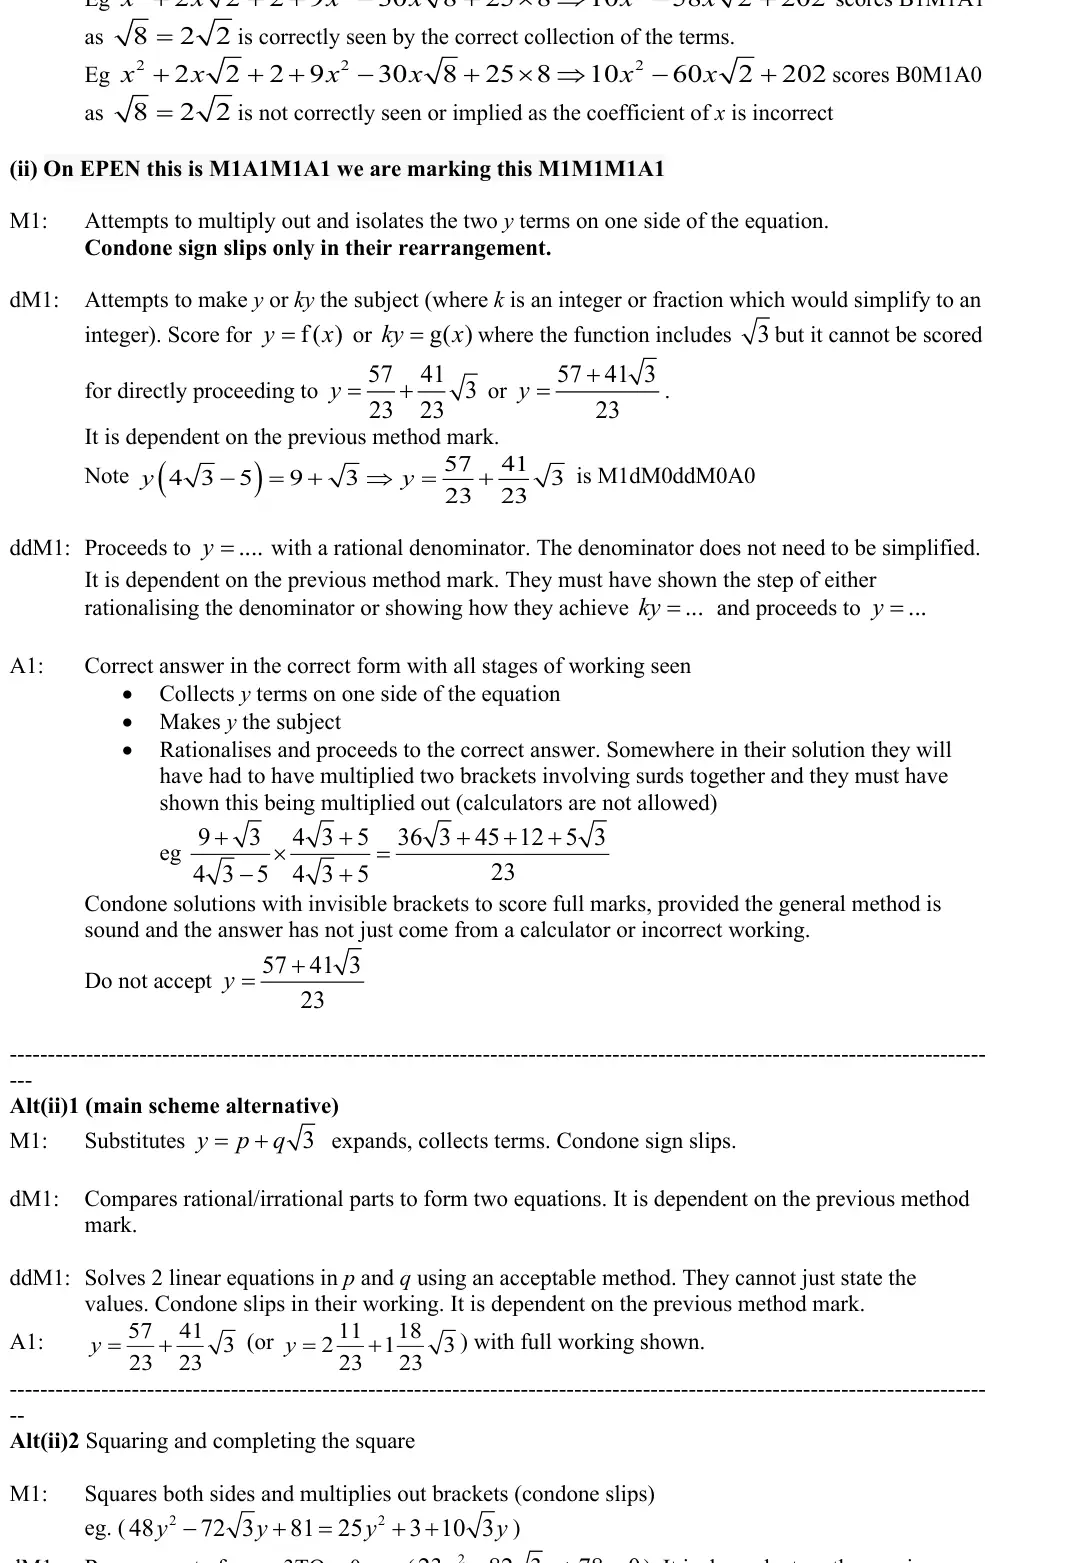 Eg x² + 2x√2 + 2 + 9x² − 30x√8 + 25×8 ⇒ 10x² − 58x√2 + 202 scores B1M1A1
as √8 = 2√2 is correctly seen by the correct collection of the terms.
Eg x² + 2x√2 + 2 + 9x² − 30x√8 + 25×8 ⇒ 10x² − 60x√2 + 202 scores B0M1A0
as √8 = 2√2 is not correctly seen or implied as the coefficient of x is incorrect
(ii) On EPEN this is M1A1M1A1 we are marking this M1M1M1A1
M1: Attempts to multiply out and isolates the two y terms on one side of the equation.
Condone sign slips only in their rearrangement.
dM1: Attempts to make y or ky the subject (where k is an integer or fraction which would simplify to an
integer). Score for y = f(x) or ky = g(x) where the function includes √3 but it cannot be scored
for directly proceeding to y = 57/23 + 41/23 √3 or y = (57 + 41√3)/23 .
It is dependent on the previous method mark.
Note y(4√3 − 5) = 9 + √3 ⇒ y = 57/23 + 41/23 √3 is M1dM0ddM0A0
ddM1: Proceeds to y = .... with a rational denominator. The denominator does not need to be simplified.
It is dependent on the previous method mark. They must have shown the step of either
rationalising the denominator or showing how they achieve ky = ... and proceeds to y = ...
A1: Correct answer in the correct form with all stages of working seen
• Collects y terms on one side of the equation
• Makes y the subject
• Rationalises and proceeds to the correct answer. Somewhere in their solution they will
have had to have multiplied two brackets involving surds together and they must have
shown this being multiplied out (calculators are not allowed)
eg (9 + √3)/(4√3 − 5) × (4√3 + 5)/(4√3 + 5) = (36√3 + 45 + 12 + 5√3)/23
Condone solutions with invisible brackets to score full marks, provided the general method is
sound and the answer has not just come from a calculator or incorrect working.
Do not accept y = (57 + 41√3)/23
Alt(ii)1 (main scheme alternative)
M1: Substitutes y = p + q√3 expands, collects terms. Condone sign slips.
dM1: Compares rational/irrational parts to form two equations. It is dependent on the previous method
mark.
ddM1: Solves 2 linear equations in p and q using an acceptable method. They cannot just state the
values. Condone slips in their working. It is dependent on the previous method mark.
A1: y = 57/23 + 41/23 √3 (or y = 2 11/23 + 1 18/23 √3 ) with full working shown.
Alt(ii)2 Squaring and completing the square
M1: Squares both sides and multiplies out brackets (condone slips)
eg. ( 48y² − 72√3y + 81 = 25y² + 3 + 10√3y )